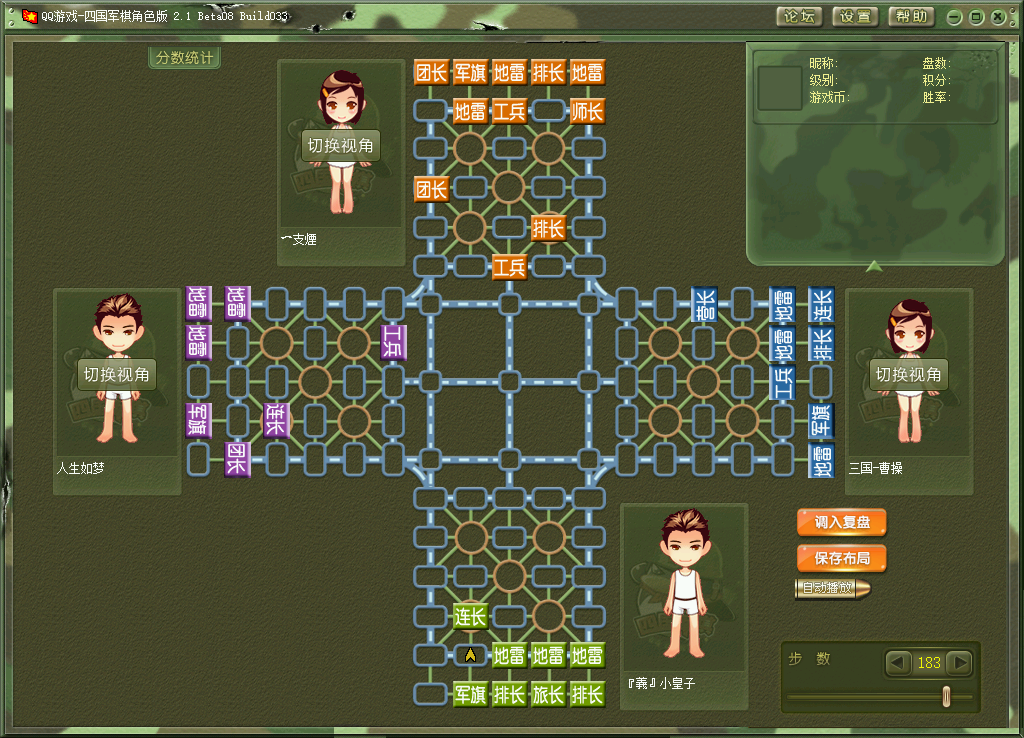 QQ游戏-四国军棋角色版 2.1 Beta08 Build033
论坛 设置 帮助
分数统计
昵称: 盘数:
级别: 积分:
游戏币: 胜率:
切换视角
一支煙
团长 军旗 地雷 排长 地雷
地雷 工兵 师长
团长
排长
工兵
切换视角
人生如梦
地雷 地雷
地雷 工兵
军旗 连长
团长
营长 地雷 连长
地雷 排长
工兵
军旗
地雷
切换视角
三国-曹操
连长
地雷 地雷 地雷
军旗 排长 旅长 排长
『義』小皇子
调入复盘
保存布局
自动播放
步 数 183